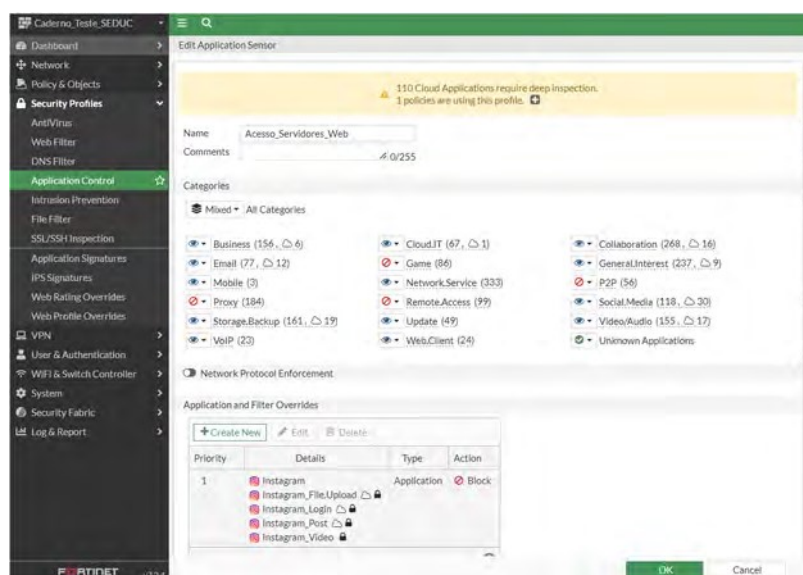 Caderno_Teste_SEDUC
Dashboard
Network
Policy & Objects
Security Profiles
AntiVirus
Web Filter
DNS Filter
Application Control
Intrusion Prevention
File Filter
SSL/SSH Inspection
Application Signatures
IPS Signatures
Web Rating Overrides
Web Profile Overrides
VPN
User & Authentication
WiFi & Switch Controller
System
Security Fabric
Log & Report
FORTINET
Edit Application Sensor
110 Cloud Applications require deep inspection.
1 policies are using this profile.
Name Acesso_Servidores_Web
Comments 0/255
Categories
Mixed All Categories
Business (156, 6) Cloud.IT (67, 1) Collaboration (268, 16)
Email (77, 12) Game (86) General.Interest (237, 9)
Mobile (3) Network.Service (333) P2P (56)
Proxy (184) Remote.Access (99) Social.Media (118, 30)
Storage.Backup (161, 19) Update (49) Video/Audio (155, 17)
VoIP (23) Web.Client (24) Unknown Applications
Network Protocol Enforcement
Application and Filter Overrides
+ Create New Edit Delete
Priority Details Type Action
1 Instagram Application Block
Instagram_File.Upload
Instagram_Login
Instagram_Post
Instagram_Video
OK Cancel